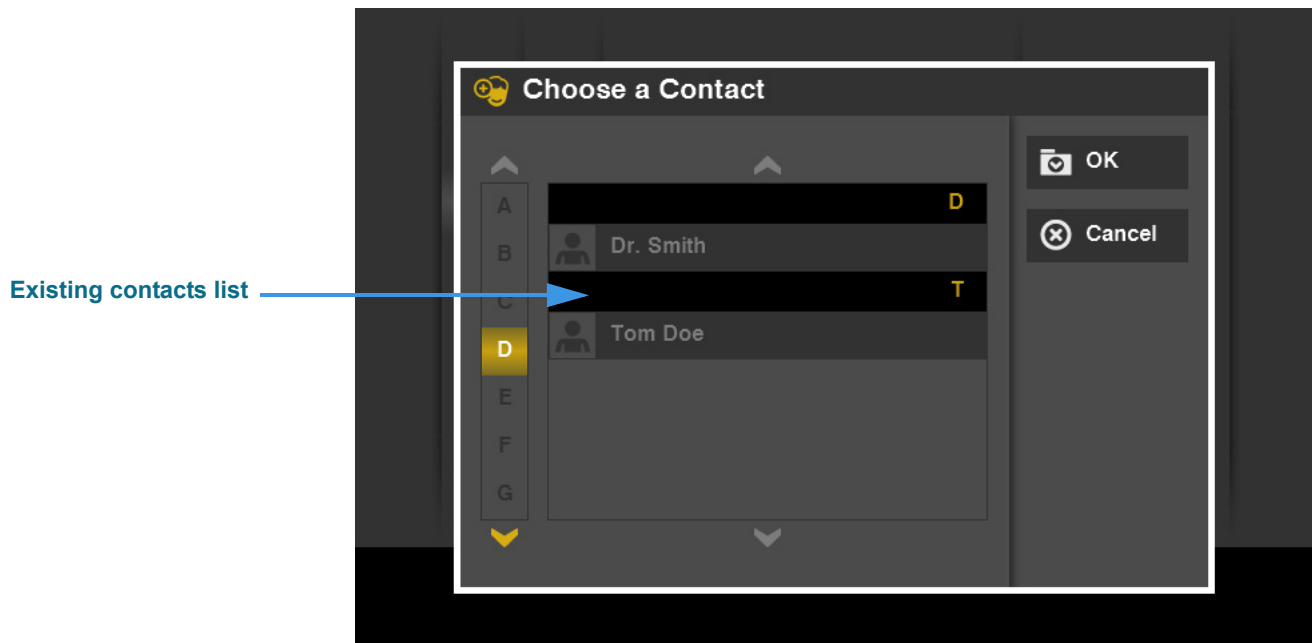 Choose a Contact
OK
Cancel
A
B
C
D
E
F
G
D
Dr. Smith
T
Tom Doe
Existing contacts list